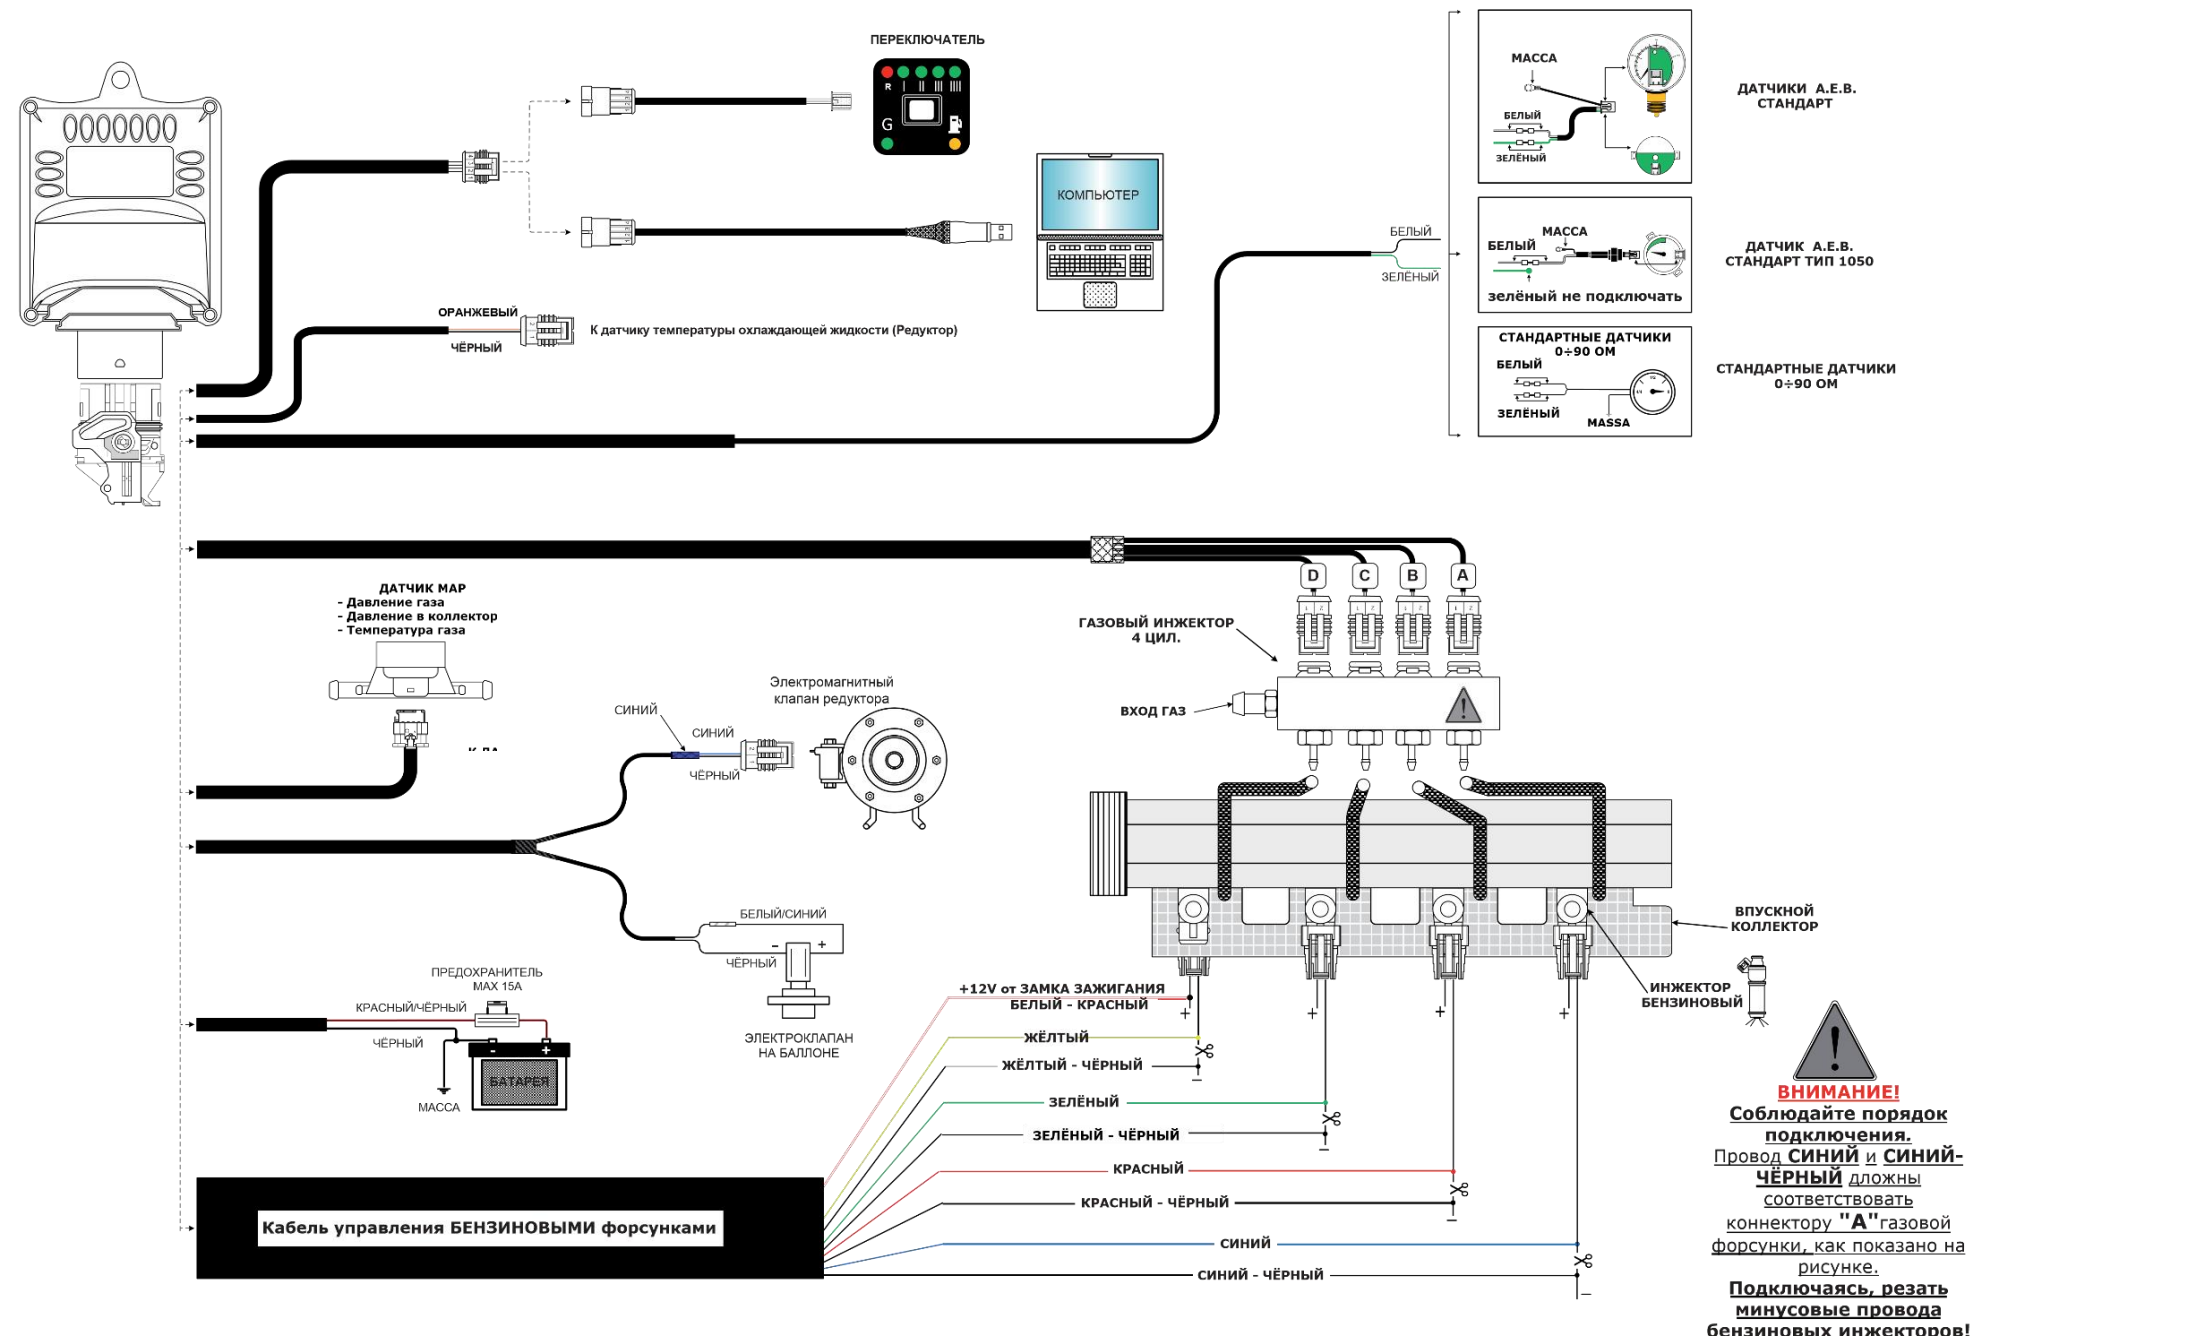 ПЕРЕКЛЮЧАТЕЛЬ
R
G
КОМПЬЮТЕР
ОРАНЖЕВЫЙ
ЧЁРНЫЙ
К датчику температуры охлаждающей жидкости (Редуктор)
БЕЛЫЙ
ЗЕЛЁНЫЙ
МАССА
БЕЛЫЙ
ЗЕЛЁНЫЙ
ДАТЧИКИ А.Е.В.
СТАНДАРТ
МАССА
БЕЛЫЙ
зелёный не подключать
ДАТЧИК А.Е.В.
СТАНДАРТ ТИП 1050
СТАНДАРТНЫЕ ДАТЧИКИ
0÷90 ОМ
БЕЛЫЙ
ЗЕЛЁНЫЙ
MASSA
СТАНДАРТНЫЕ ДАТЧИКИ
0÷90 ОМ
D
C
B
A
ГАЗОВЫЙ ИНЖЕКТОР
4 ЦИЛ.
ВХОД ГАЗ
ДАТЧИК МАР
- Давление газа
- Давление в коллектор
- Температура газа
Электромагнитный
клапан редуктора
СИНИЙ
СИНИЙ
ЧЁРНЫЙ
БЕЛЫЙ/СИНИЙ
- +
ЧЁРНЫЙ
ЭЛЕКТРОКЛАПАН
НА БАЛЛОНЕ
ПРЕДОХРАНИТЕЛЬ
MAX 15A
КРАСНЫЙ/ЧЁРНЫЙ
ЧЁРНЫЙ
- +
БАТАРЕЯ
МАССА
ВПУСКНОЙ
КОЛЛЕКТОР
ИНЖЕКТОР
БЕНЗИНОВЫЙ
+12V от ЗАМКА ЗАЖИГАНИЯ
БЕЛЫЙ - КРАСНЫЙ
+ + + +
ЖЁЛТЫЙ
ЖЁЛТЫЙ - ЧЁРНЫЙ
ЗЕЛЁНЫЙ
ЗЕЛЁНЫЙ - ЧЁРНЫЙ
КРАСНЫЙ
КРАСНЫЙ - ЧЁРНЫЙ
СИНИЙ
СИНИЙ - ЧЁРНЫЙ
Кабель управления БЕНЗИНОВЫМИ форсунками
!
ВНИМАНИЕ!
Соблюдайте порядок
подключения.
Провод СИНИЙ и СИНИЙ-
ЧЁРНЫЙ дложны
соответствовать
коннектору "А"газовой
форсунки, как показано на
рисунке.
Подключаясь, резать
минусовые провода
бензиновых инжекторов!